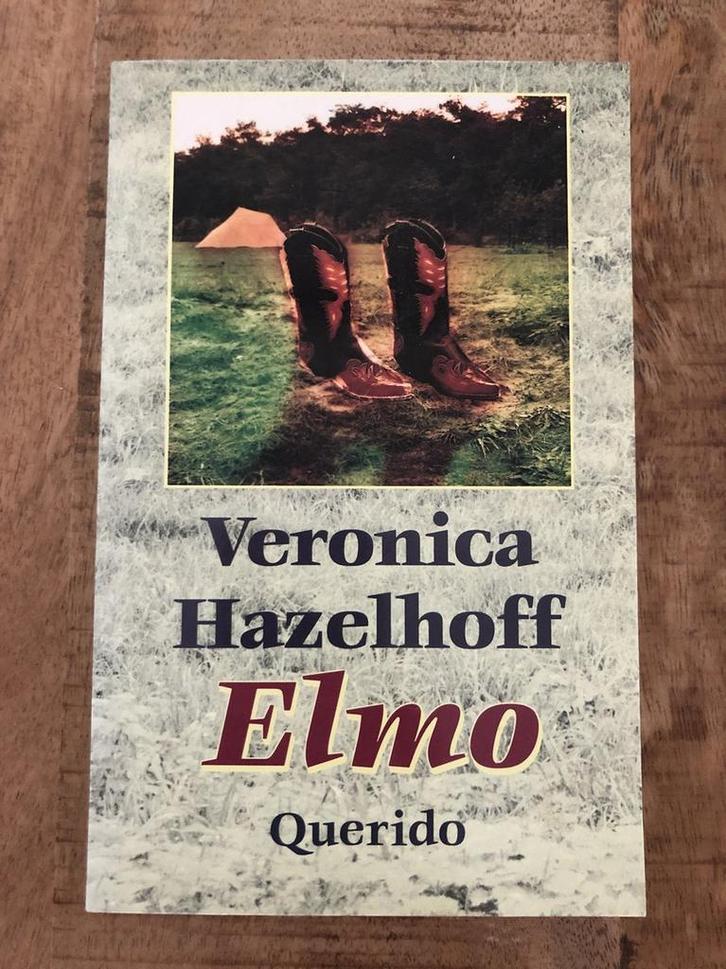 Veronica
Hazelhoff
Elmo
Querido